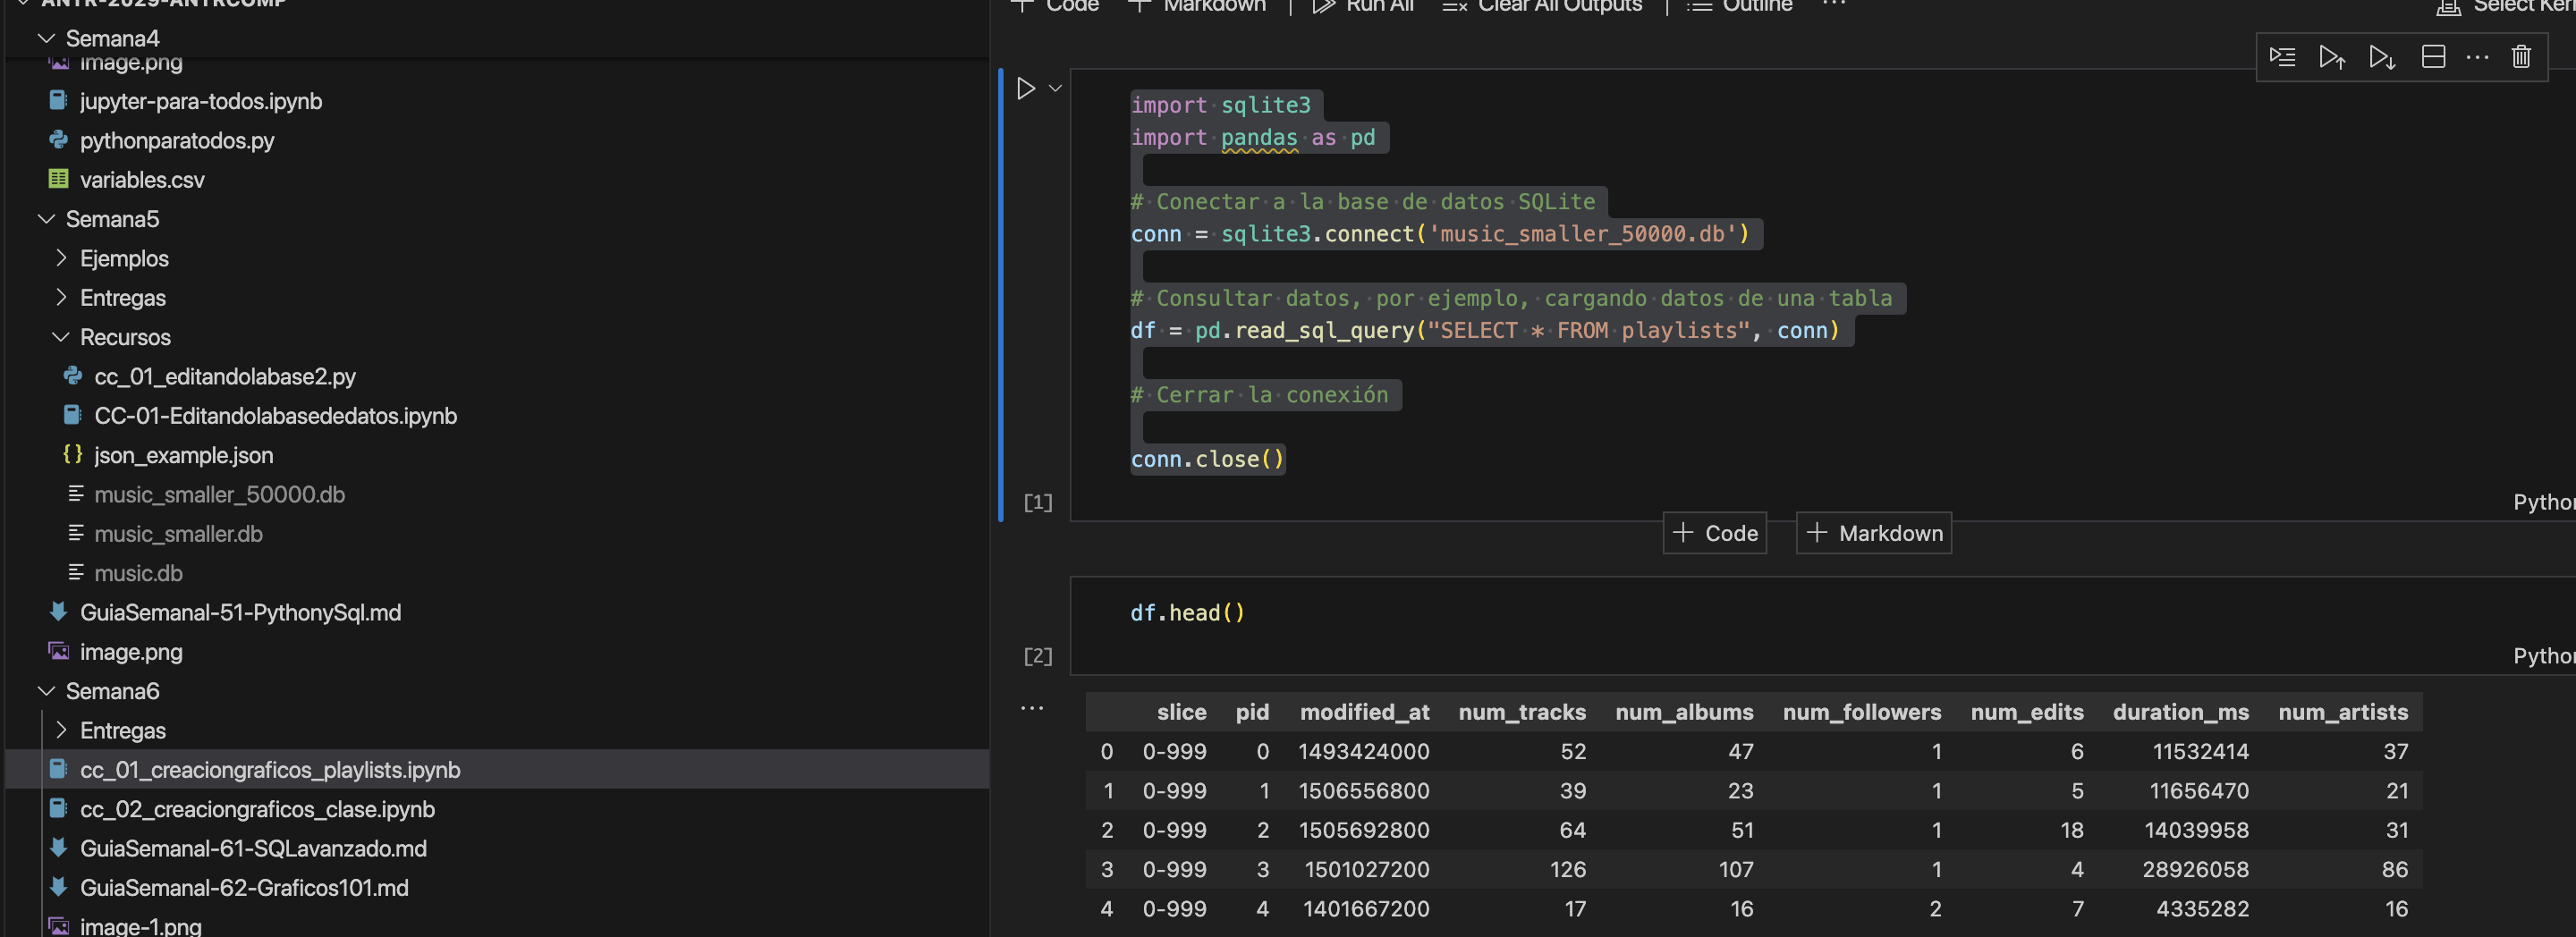 ANTR-2029-ANTRCOMP
Semana4
image.png
jupyter-para-todos.ipynb
pythonparatodos.py
variables.csv
Semana5
Ejemplos
Entregas
Recursos
cc_01_editandolabase2.py
CC-01-Editandolabasededatos.ipynb
json_example.json
music_smaller_50000.db
music_smaller.db
music.db
GuiaSemanal-51-PythonySql.md
image.png
Semana6
Entregas
cc_01_creaciongraficos_playlists.ipynb
cc_02_creaciongraficos_clase.ipynb
GuiaSemanal-61-SQLavanzado.md
GuiaSemanal-62-Graficos101.md
image-1.png
+ Code + Markdown | Run All Clear All Outputs | Outline ... Select Ker
import sqlite3
import pandas as pd
# Conectar a la base de datos SQLite
conn = sqlite3.connect('music_smaller_50000.db')
# Consultar datos, por ejemplo, cargando datos de una tabla
df = pd.read_sql_query("SELECT * FROM playlists", conn)
# Cerrar la conexión
conn.close()
[1] Python
+ Code + Markdown
df.head()
[2] Python
slice pid modified_at num_tracks num_albums num_followers num_edits duration_ms num_artists
0 0-999 0 1493424000 52 47 1 6 11532414 37
1 0-999 1 1506556800 39 23 1 5 11656470 21
2 0-999 2 1505692800 64 51 1 18 14039958 31
3 0-999 3 1501027200 126 107 1 4 28926058 86
4 0-999 4 1401667200 17 16 2 7 4335282 16